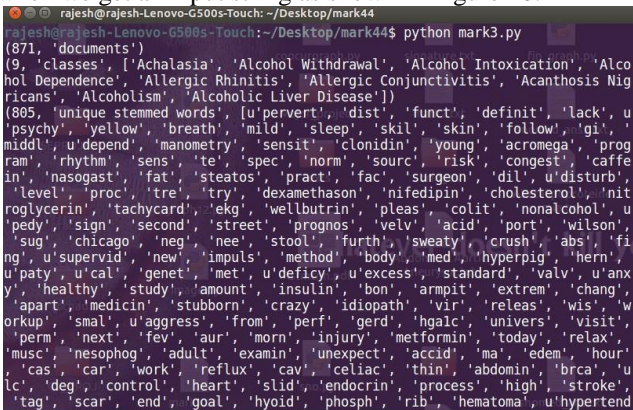 rajesh@rajesh-Lenovo-G500s-Touch: ~/Desktop/mark44
rajesh@rajesh-Lenovo-G500s-Touch:~/Desktop/mark44$ python mark3.py
(871, 'documents')
(9, 'classes', ['Achalasia', 'Alcohol Withdrawal', 'Alcohol Intoxication', 'Alco
hol Dependence', 'Allergic Rhinitis', 'Allergic Conjunctivitis', 'Acanthosis Nig
ricans', 'Alcoholism', 'Alcoholic Liver Disease'])
(805, 'unique stemmed words', [u'pervert', 'dist', 'funct', 'definit', 'lack', u
'psychy', 'yellow', 'breath', 'mild', 'sleep', 'skil', 'skin', 'follow', 'gi', '
middl', u'depend', 'manometry', 'sensit', 'clonidin', 'young', 'acromega', 'prog
ram', 'rhythm', 'sens', 'te', 'spec', 'norm', 'sourc', 'risk', 'congest', 'caffe
in', 'nasogast', 'fat', 'steatos', 'pract', 'fac', 'surgeon', 'dil', u'disturb',
'level', 'proc', 'tre', 'try', 'dexamethason', 'nifedipin', 'cholesterol', 'nit
roglycerin', 'tachycard', 'ekg', 'wellbutrin', 'pleas', 'colit', 'nonalcohol', u
'pedy', 'sign', 'second', 'street', 'prognos', 'velv', 'acid', 'port', 'wilson',
'sug', 'chicago', 'neg', 'nee', 'stool', 'furth', 'sweaty', 'current', 'abs', 'fi
ng', u'supervid', 'new', 'impuls', 'method', 'body', 'med', 'hyperpig', 'hern',
u'paty', u'cal', 'genet', 'met', u'deficy', u'excess', 'standard', 'valv', u'anx
y', 'healthy', 'study', 'amount', 'insulin', 'bon', 'armpit', 'extrem', 'chang',
'apart', 'medicin', 'stubborn', 'crazy', 'idiopath', 'vir', 'releas', 'wis', 'w
orkup', 'smal', u'aggress', 'from', 'perf', 'gerd', 'hga1c', 'univers', 'visit',
'perm', 'next', 'fev', 'aur', 'morn', 'injury', 'metformin', 'today', 'relax',
'musc', 'nesophog', 'adult', 'examin', 'unexpect', 'accid', 'ma', 'edem', 'hour'
, 'cas', 'car', 'work', 'reflux', 'cav', 'celiac', 'thin', 'abdomin', 'brca', 'u
lc', 'deg', 'control', 'heart', 'slid', 'endocrin', 'process', 'high', 'stroke',
'tag', 'scar', 'end', 'goal', 'hyoid', 'phosph', 'rib', 'hematoma', u'hypertend